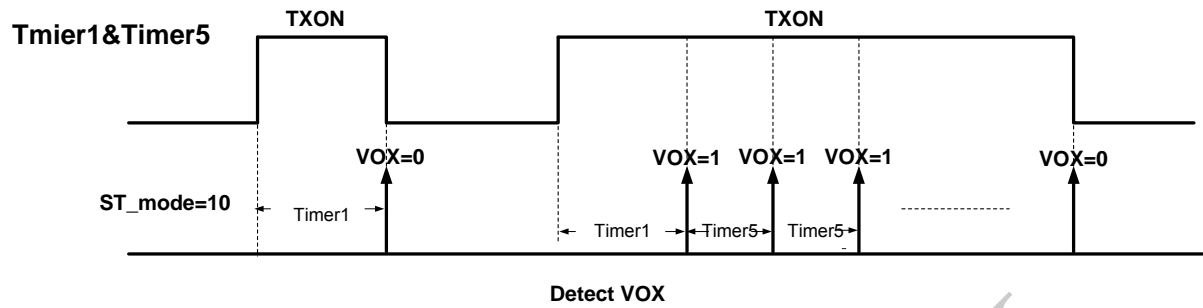 TXON TXON
Tmier1&Timer5
VOX=0 VOX=1 VOX=1 VOX=1 VOX=0
ST_mode=10
Timer1 Timer1 Timer5 Timer5
Detect VOX